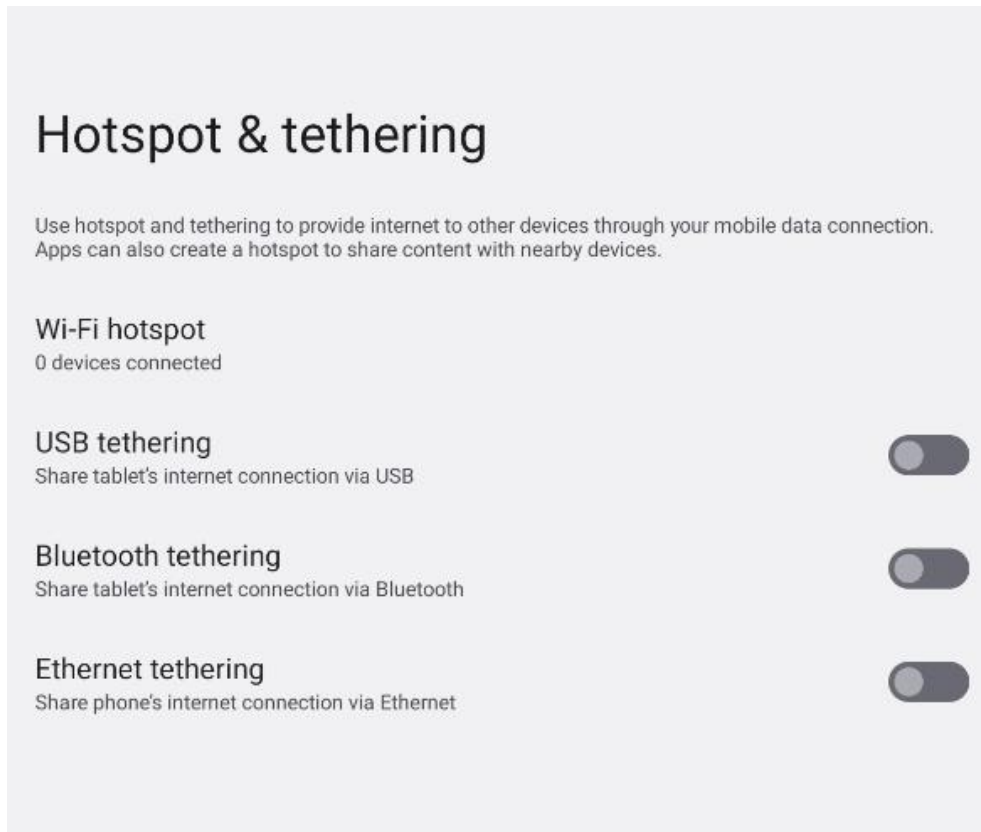 Hotspot & tethering
Use hotspot and tethering to provide internet to other devices through your mobile data connection.
Apps can also create a hotspot to share content with nearby devices.
Wi-Fi hotspot
0 devices connected
USB tethering
Share tablet's internet connection via USB
Bluetooth tethering
Share tablet's internet connection via Bluetooth
Ethernet tethering
Share phone's internet connection via Ethernet